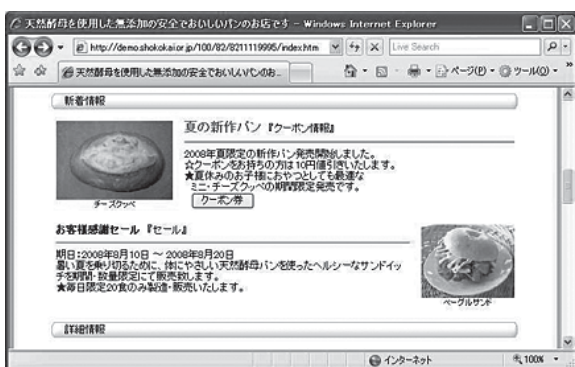 天然酵母を使用した無添加の安全でおいしいパンのお店です - Windows Internet Explorer
http://demo.shokokaior.jp/100/82/8211119995/index.htm
Live Search
天然酵母を使用した無添加の安全でおいしいパンのお...
ページ(P)
ツール(O)
新着情報
夏の新作パン『クーポン情報』
2008年夏限定の新作パン発売開始しました。
☆クーポンをお持ちの方は10円値引きいたします。
★夏休みのお子様におやつとしても最適な
ミニ・チーズクッペの期間限定発売です。
クーポン券
チーズクッペ
お客様感謝セール『セール』
期日:2008年8月10日 ～ 2008年8月20日
暑い夏を乗り切るために、体にやさしい天然酵母パンを使ったヘルシーなサンドイッ
チを期間・数量限定にて販売致します。
★毎日限定20食のみ製造・販売いたします。
ベーグルサンド
詳細情報
インターネット
100%